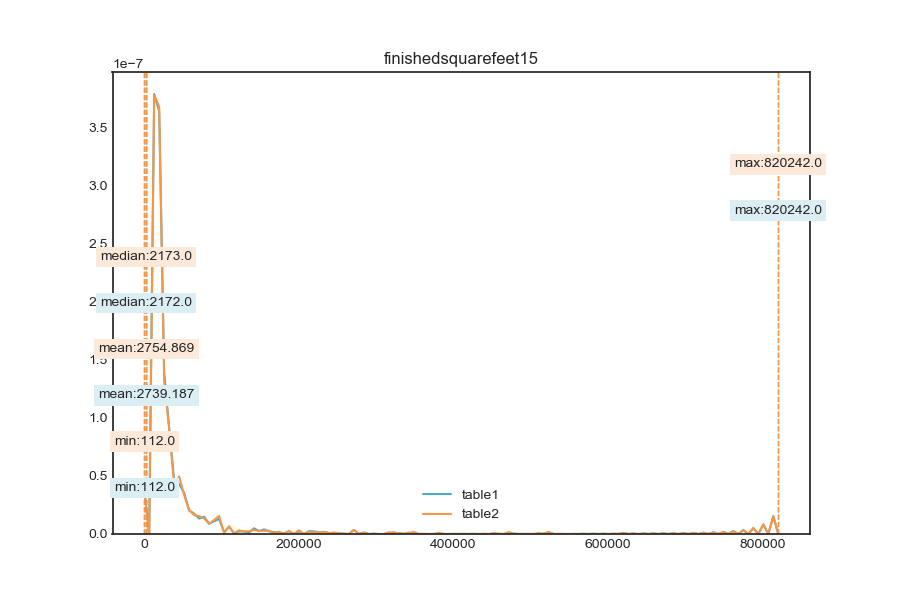 finishedsquarefeet15
1e−7
3.5
3.0
2.5
1.5
1.0
0.5
0.0
max:820242.0
max:820242.0
median:2173.0
median:2172.0
mean:2754.869
mean:2739.187
min:112.0
min:112.0
table1
table2
0
200000
400000
600000
800000